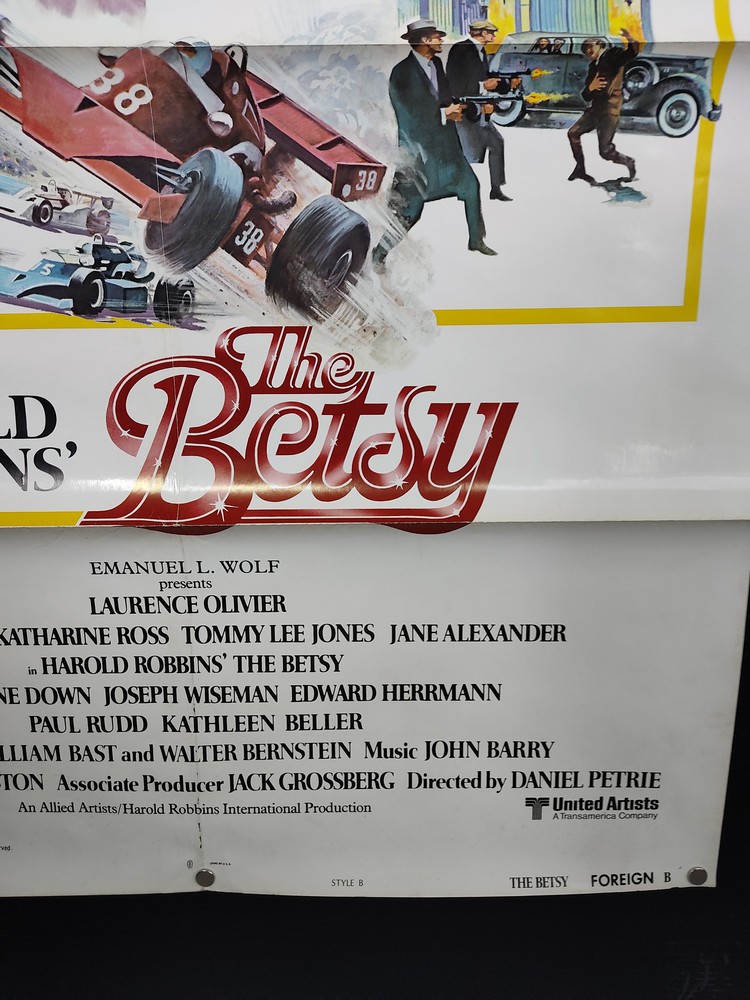 38
38
38
5
The
LD
NS'
Betsy
EMANUEL L. WOLF
presents
LAURENCE OLIVIER
KATHARINE ROSS TOMMY LEE JONES JANE ALEXANDER
in HAROLD ROBBINS' THE BETSY
NE DOWN JOSEPH WISEMAN EDWARD HERRMANN
PAUL RUDD KATHLEEN BELLER
LLIAM BAST and WALTER BERNSTEIN Music JOHN BARRY
STON Associate Producer JACK GROSSBERG Directed by DANIEL PETRIE
An Allied Artists/Harold Robbins International Production
United Artists
A Transamerica Company
rved
STYLE B
THE BETSY FOREIGN B